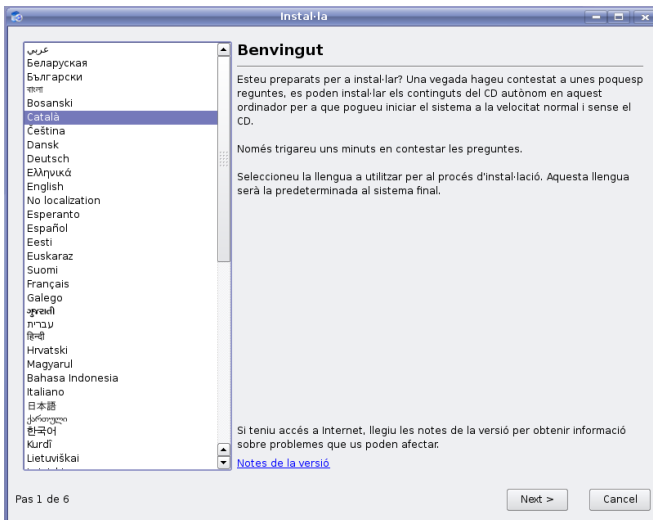 Instal·la
عربي
Беларуская
Български
বাংলা
Bosanski
Català
Čeština
Dansk
Deutsch
Ελληνικά
English
No localization
Esperanto
Español
Eesti
Euskaraz
Suomi
Français
Galego
ગુજરાતી
עברית
हिन्दी
Hrvatski
Magyarul
Bahasa Indonesia
Italiano
日本語
ქართული
한국어
Kurdî
Lietuviškai
Benvingut
Esteu preparats per a instal·lar? Una vegada hageu contestat a unes poquesp
reguntes, es poden instal·lar els continguts del CD autònom en aquest
ordinador per a que pogueu iniciar el sistema a la velocitat normal i sense el
CD.
Només trigareu uns minuts en contestar les preguntes.
Seleccioneu la llengua a utilitzar per al procés d'instal·lació. Aquesta llengua
serà la predeterminada al sistema final.
Si teniu accés a Internet, llegiu les notes de la versió per obtenir informació
sobre problemes que us poden afectar.
Notes de la versió
Pas 1 de 6
Next >
Cancel